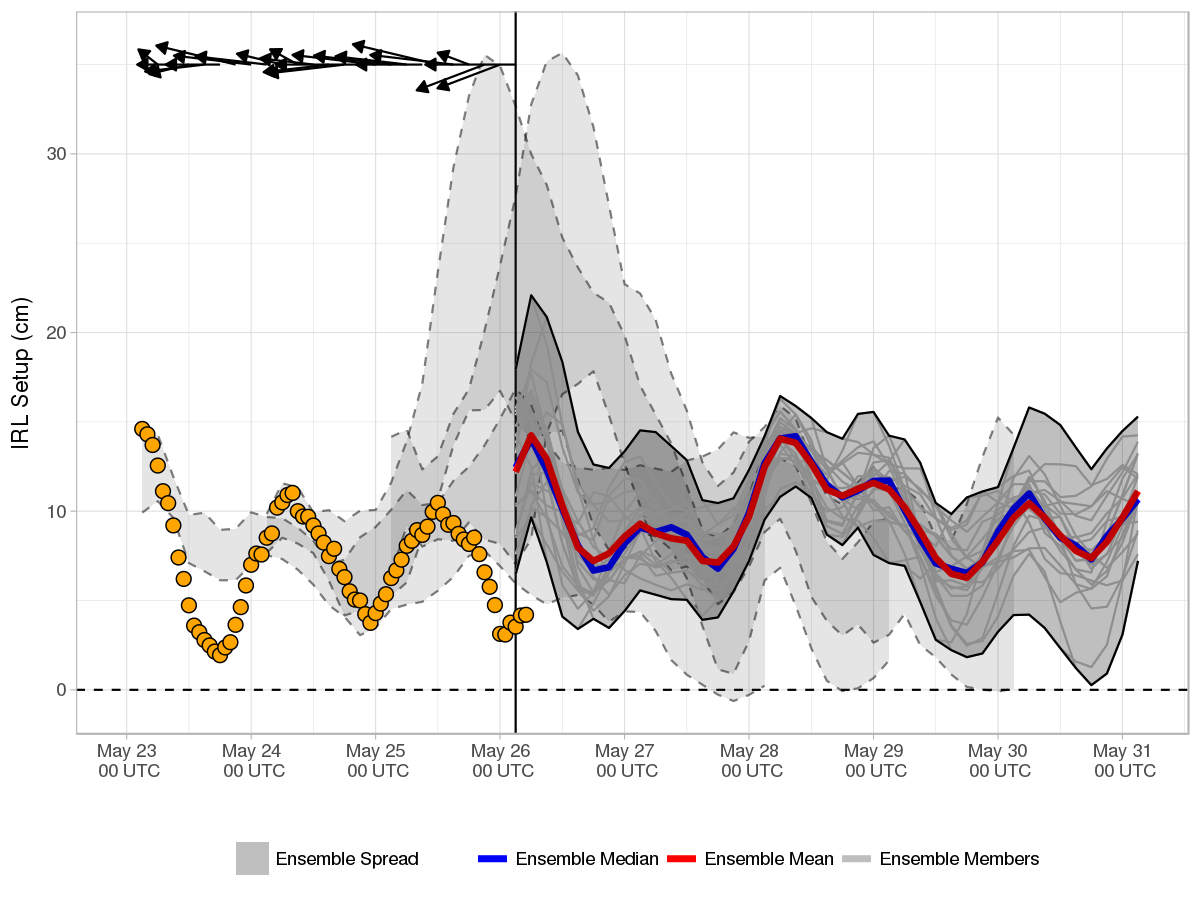 IRL Setup (cm)
30
20
10
0
May 23 May 24 May 25 May 26 May 27 May 28 May 29 May 30 May 31
00 UTC 00 UTC 00 UTC 00 UTC 00 UTC 00 UTC 00 UTC 00 UTC 00 UTC
Ensemble Spread Ensemble Median Ensemble Mean Ensemble Members